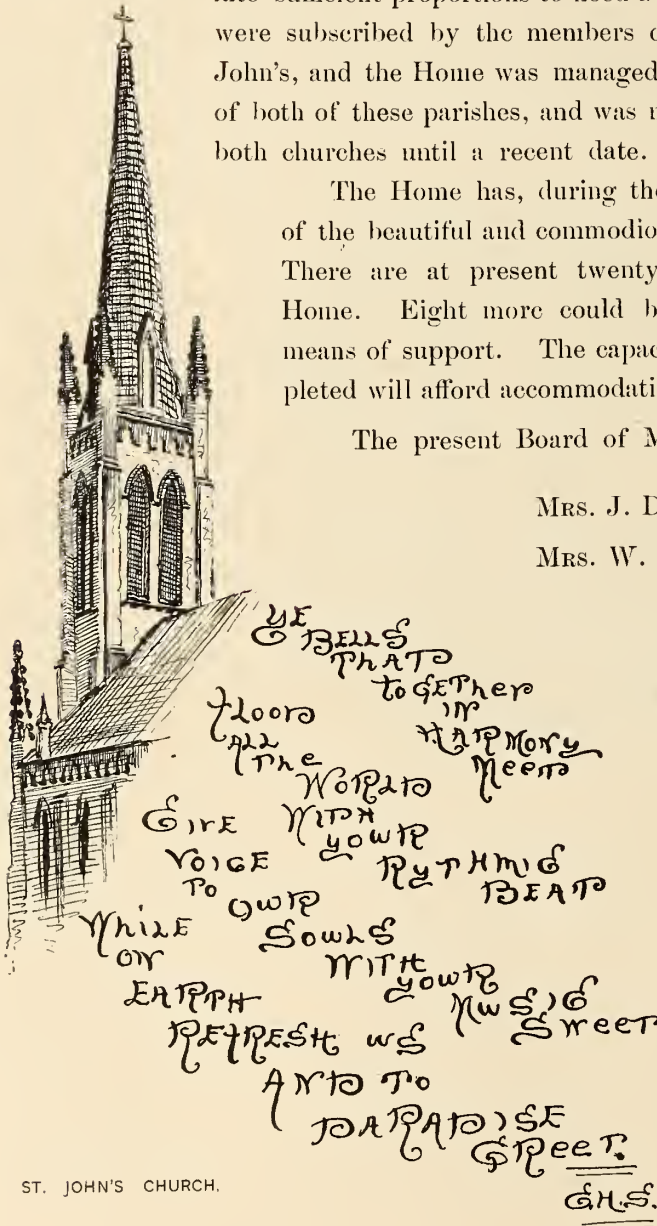 sufficient proportions to need a
were subscribed by the members o
John's, and the Home was managed
of both of these parishes, and was r
both churches until a recent date.
The Home has, during the
of the beautiful and commodio
There are at present twenty
Home. Eight more could b
means of support. The capac
pleted will afford accommodati
The present Board of M
Mrs. J. D
Mrs. W.
YE BELLS THAT TOGETHER IN HARMONY MEET
FLOOD ALL THE WORLD WITH YOUR RYTHMIC BEAT
GIVE VOICE TO OUR SOULS WITH YOUR MUSIC SWEET
WHILE ON EARTH REFRESH US AND TO PARADISE GREET.
G.H.S.
ST. JOHN'S CHURCH.